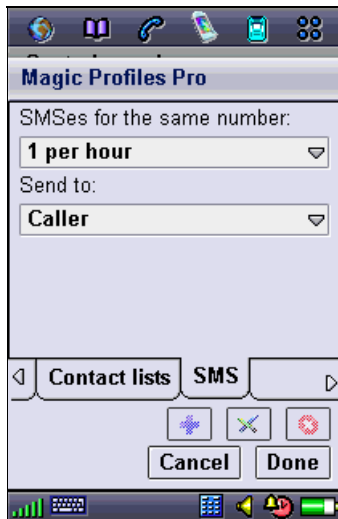 Magic Profiles Pro
SMSes for the same number:
1 per hour
Send to:
Caller
Contact lists
SMS
Cancel
Done